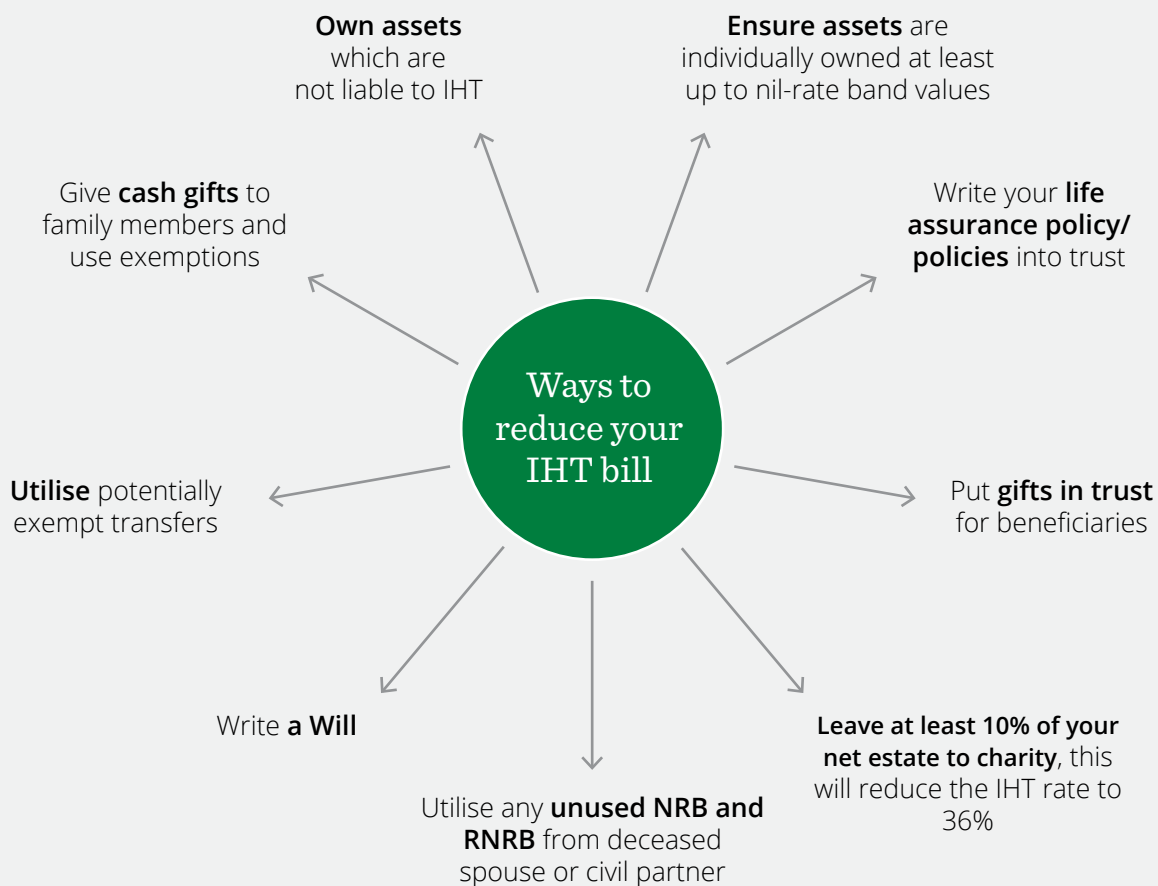 Own assets
which are
not liable to IHT
Ensure assets are
individually owned at least
up to nil-rate band values
Give cash gifts to
family members and
use exemptions
Write your life
assurance policy/
policies into trust
Ways to
reduce your
IHT bill
Utilise potentially
exempt transfers
Put gifts in trust
for beneficiaries
Write a Will
Leave at least 10% of your
net estate to charity, this
will reduce the IHT rate to
36%
Utilise any unused NRB and
RNRB from deceased
spouse or civil partner